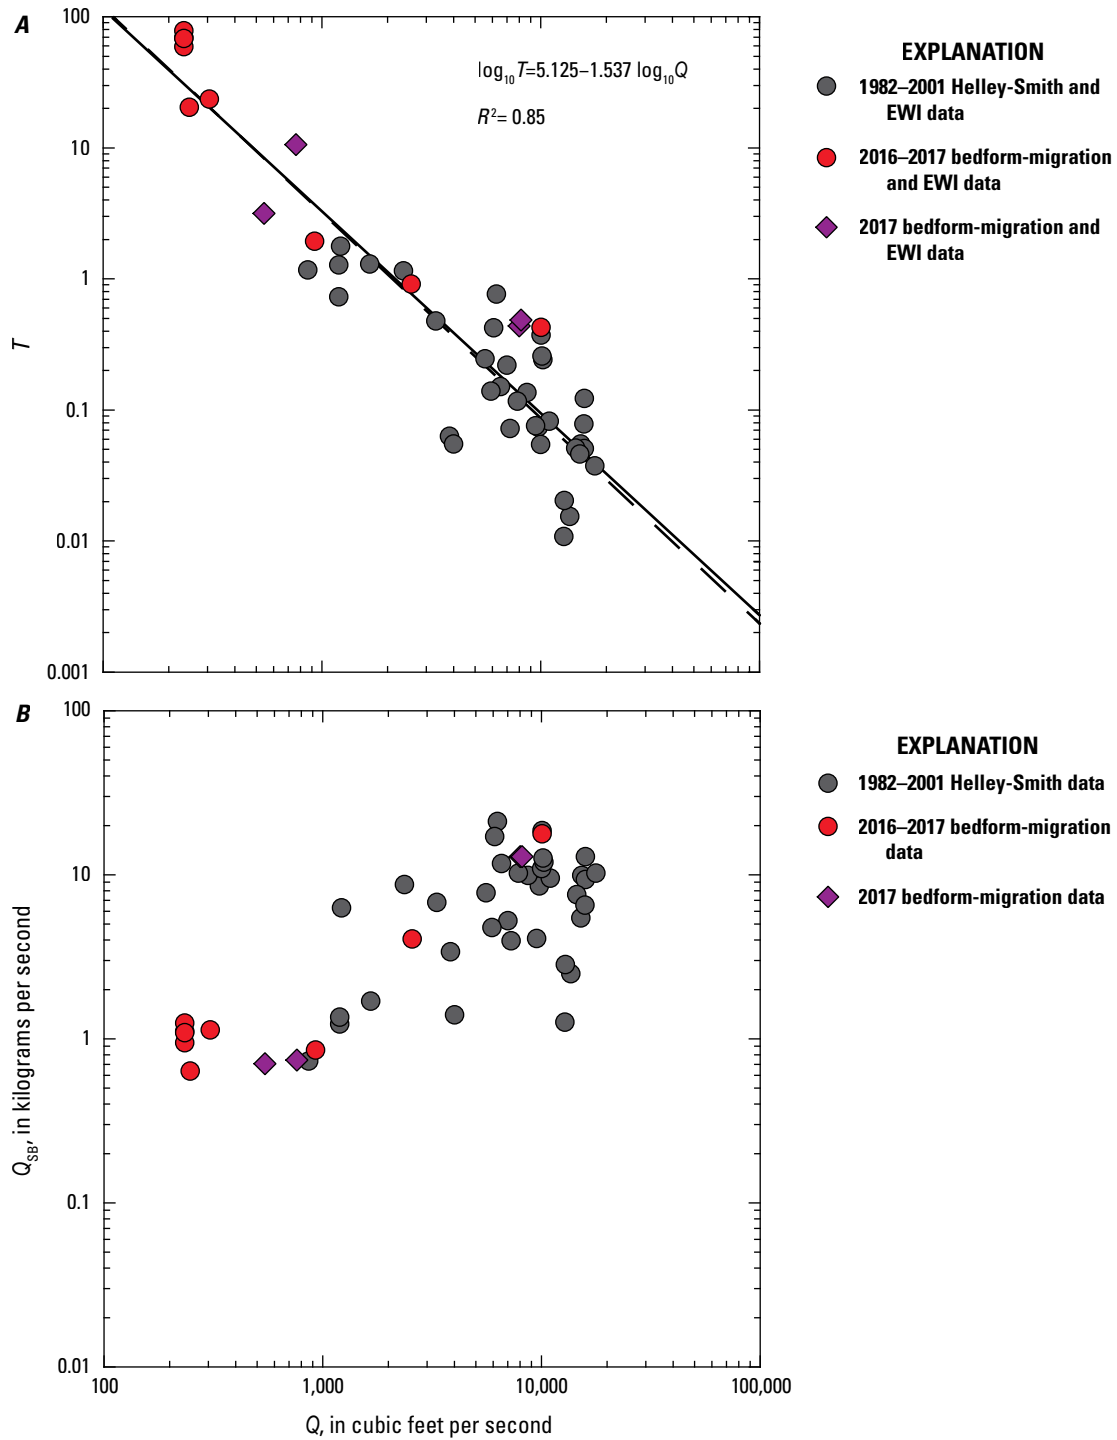 A
100
10
1
0.1
0.01
0.001
T
log10T=5.125–1.537 log10Q
R2= 0.85
EXPLANATION
1982–2001 Helley-Smith and
EWI data
2016–2017 bedform-migration
and EWI data
2017 bedform-migration and
EWI data
B
100
10
1
0.1
0.01
QSB, in kilograms per second
100
1,000
10,000
100,000
Q, in cubic feet per second
EXPLANATION
1982–2001 Helley-Smith data
2016–2017 bedform-migration
data
2017 bedform-migration data